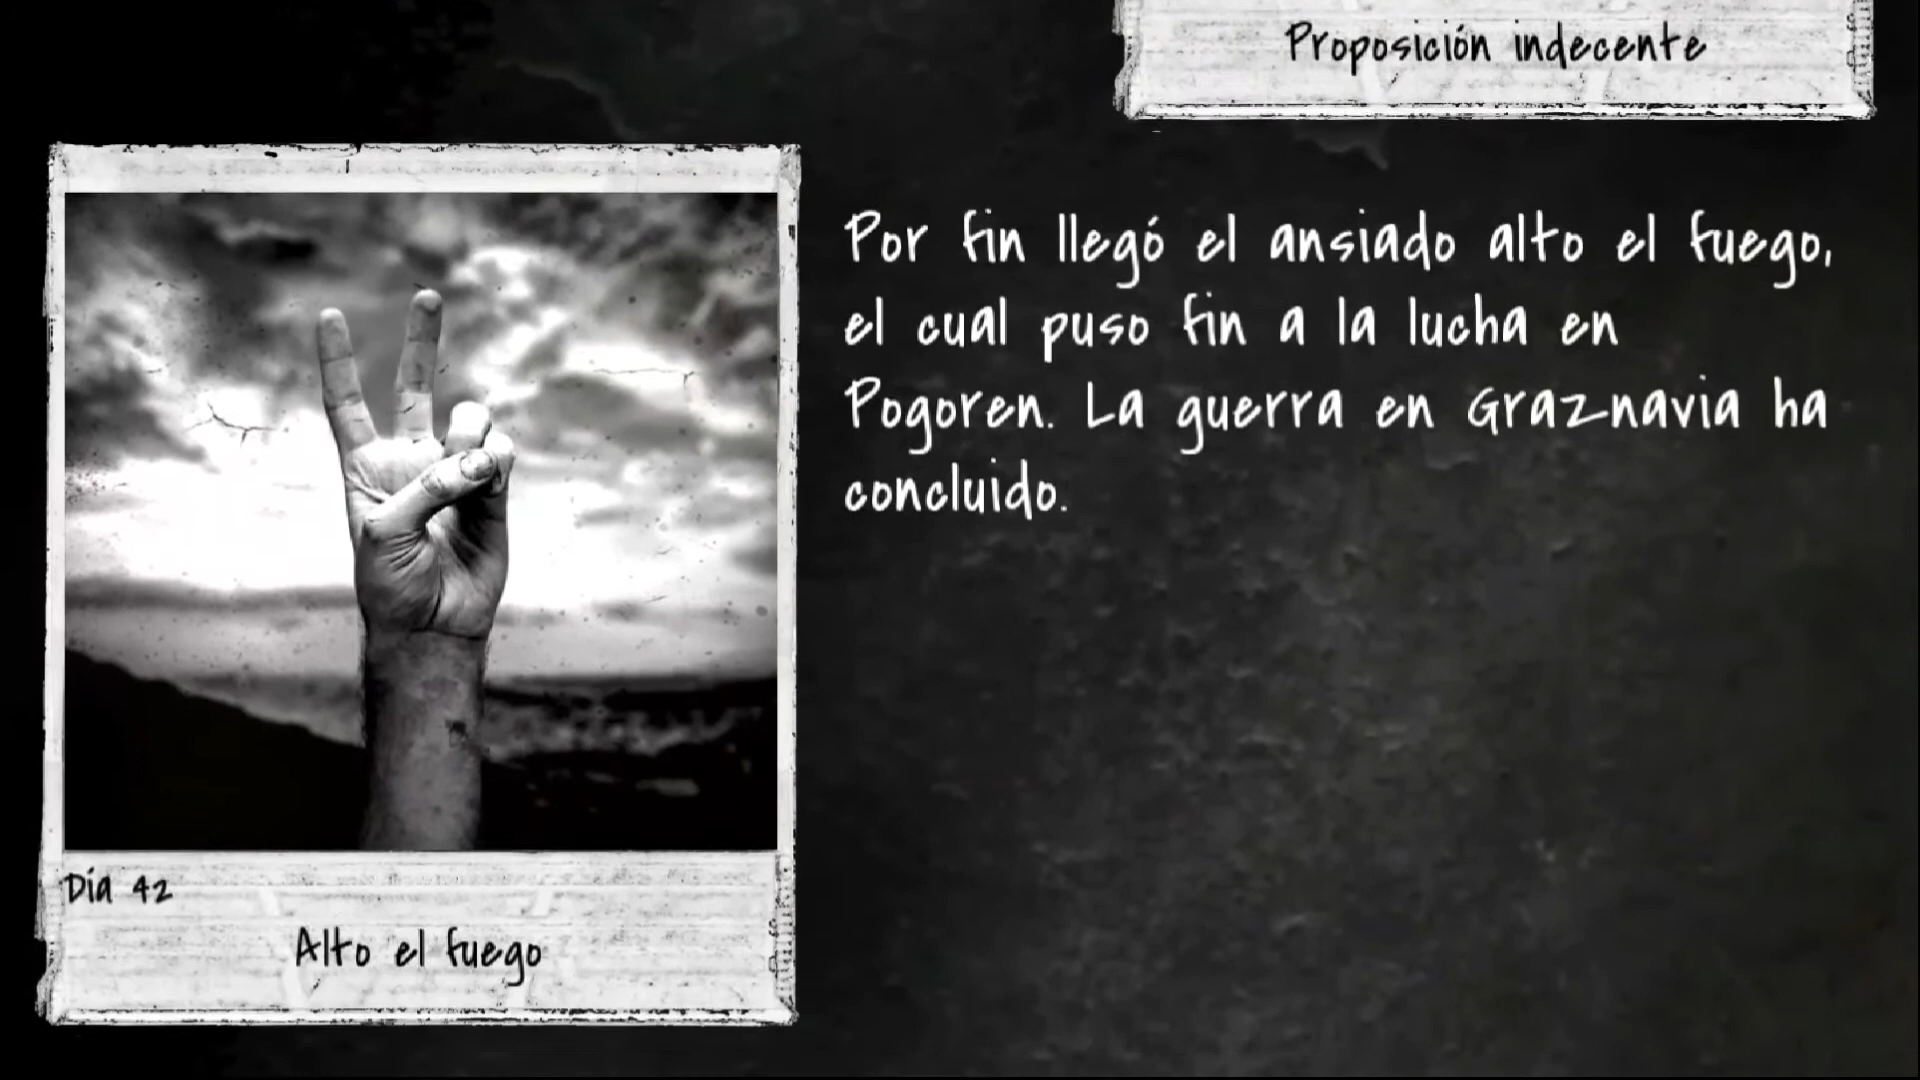 Proposición indecente
Por fin llegó el ansiado alto el fuego,
el cual puso fin a la lucha en
Pogoren. La guerra en Graznavia ha
concluido.
Día 42
Alto el fuego